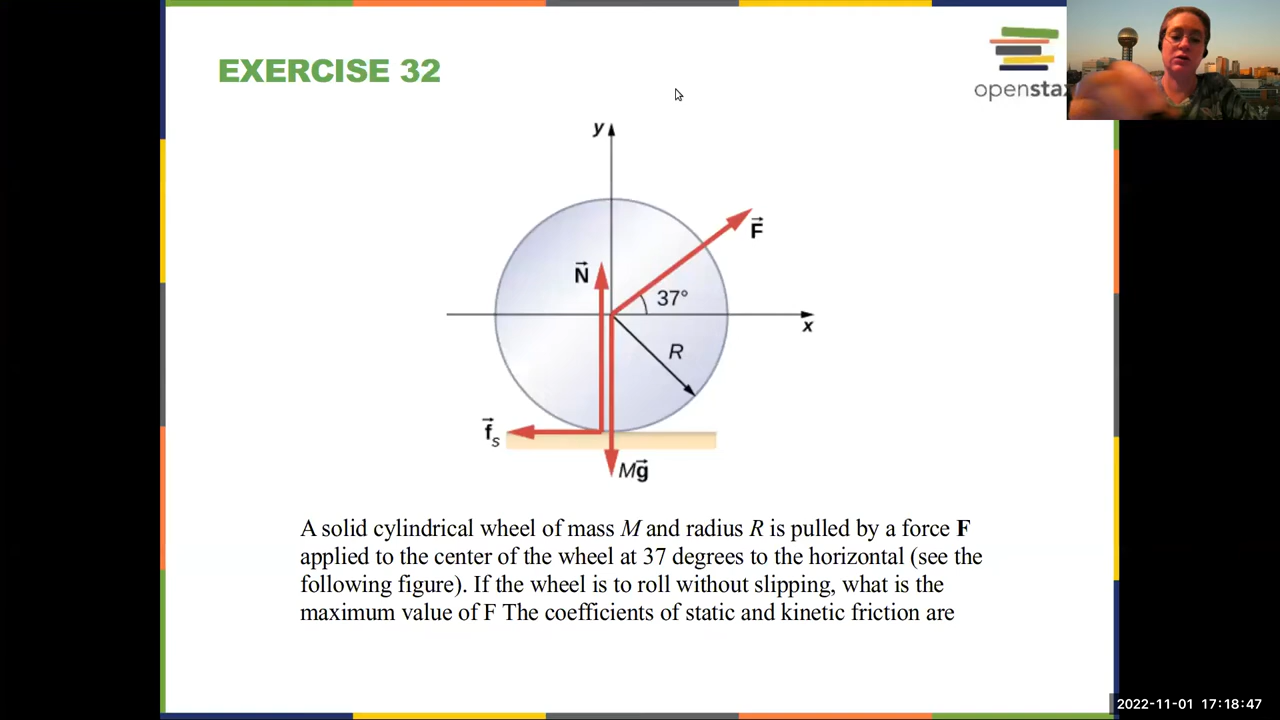 EXERCISE 32
openstax
y
F
N
37°
x
R
fs
Mg
A solid cylindrical wheel of mass M and radius R is pulled by a force F
applied to the center of the wheel at 37 degrees to the horizontal (see the
following figure). If the wheel is to roll without slipping, what is the
maximum value of F The coefficients of static and kinetic friction are
2022-11-01 17:18:47